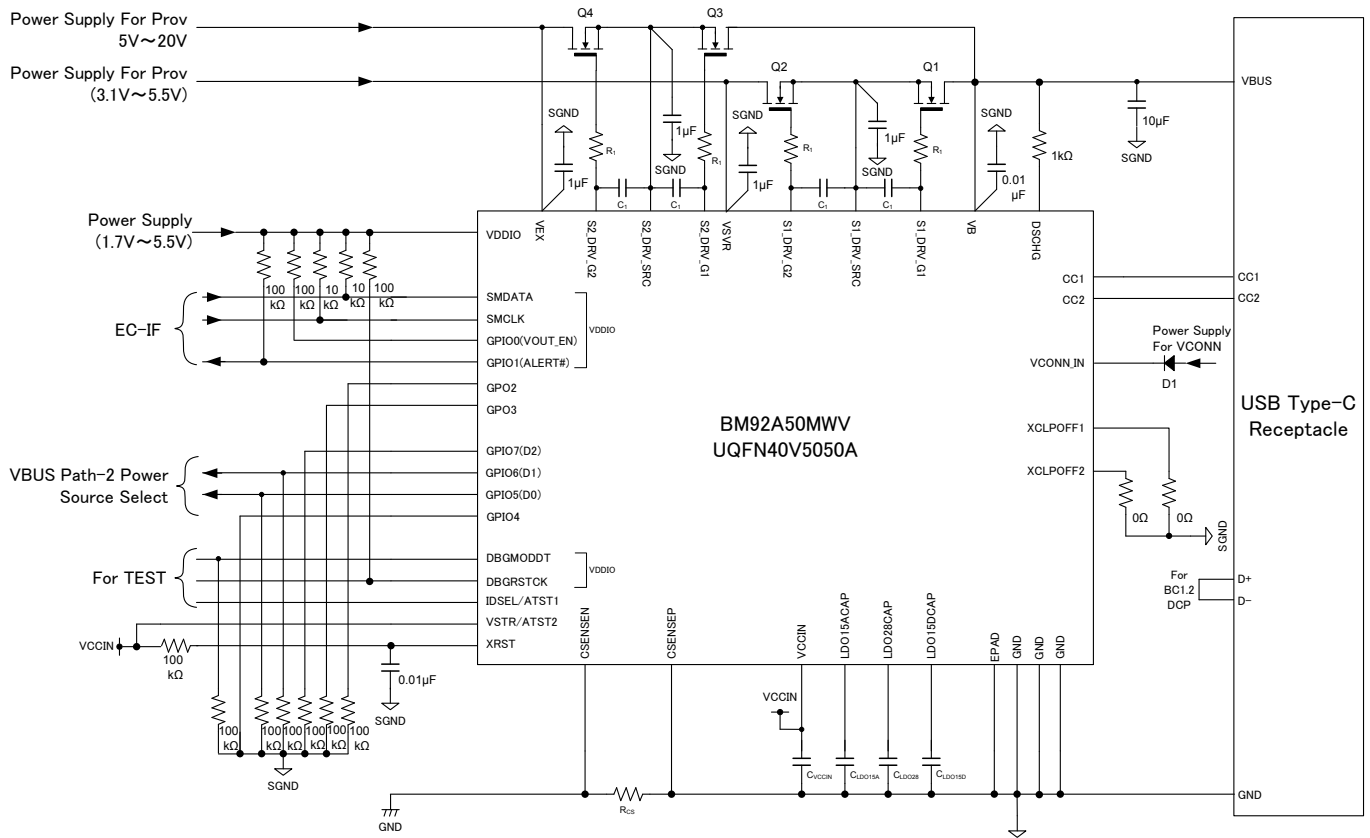 Power Supply For Prov
5V～20V
Power Supply For Prov
(3.1V～5.5V)
Q4
Q3
Q2
Q1
SGND
1μF
R1
1μF
SGND
R1
SGND
1μF
R1
1μF
SGND
R1
SGND
0.01
μF
1kΩ
10μF
SGND
C1
C1
C1
C1
VBUS
Power Supply
(1.7V～5.5V)
VDDIO
VEX
S2_DRV_G2
S2_DRV_SRC
S2_DRV_G1
VSVR
S1_DRV_G2
S1_DRV_SRC
S1_DRV_G1
VB
DSCHG
100
kΩ
100
kΩ
10
kΩ
10
kΩ
100
kΩ
EC-IF
SMDATA
SMCLK
GPIO0(VOUT_EN)
GPIO1(ALERT#)
VDDIO
GPO2
GPO3
VBUS Path-2 Power
Source Select
GPIO7(D2)
GPIO6(D1)
GPIO5(D0)
GPIO4
For TEST
DBGMODDT
DBGRSTCK
VDDIO
IDSEL/ATST1
VSTR/ATST2
XRST
VCCIN
100
kΩ
0.01μF
SGND
100
kΩ
100
kΩ
100
kΩ
100
kΩ
100
kΩ
100
kΩ
SGND
BM92A50MWV
UQFN40V5050A
CC1
CC2
CC1
CC2
VCONN_IN
Power Supply
For VCONN
D1
XCLPOFF1
XCLPOFF2
0Ω
0Ω
SGND
USB Type-C
Receptacle
For
BC1.2
DCP
D+
D-
CSENSEN
CSENSEP
VCCIN
LDO15ACAP
LDO28CAP
LDO15DCAP
EPAD
GND
GND
GND
VCCIN
CVCCIN
CLDO15A
CLDO28
CLDO15D
RCS
GND
GND